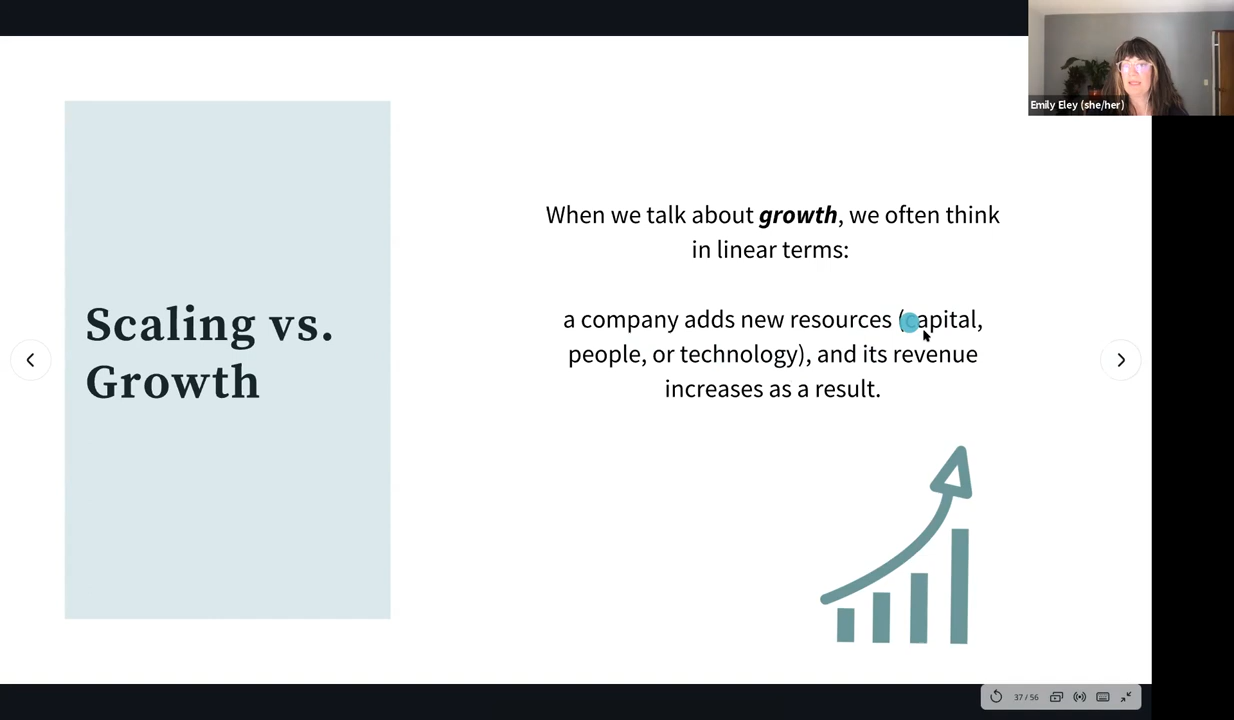 Emily Eley (she/her)
Scaling vs.
Growth
When we talk about growth, we often think
in linear terms:
a company adds new resources (capital,
people, or technology), and its revenue
increases as a result.
37 / 56